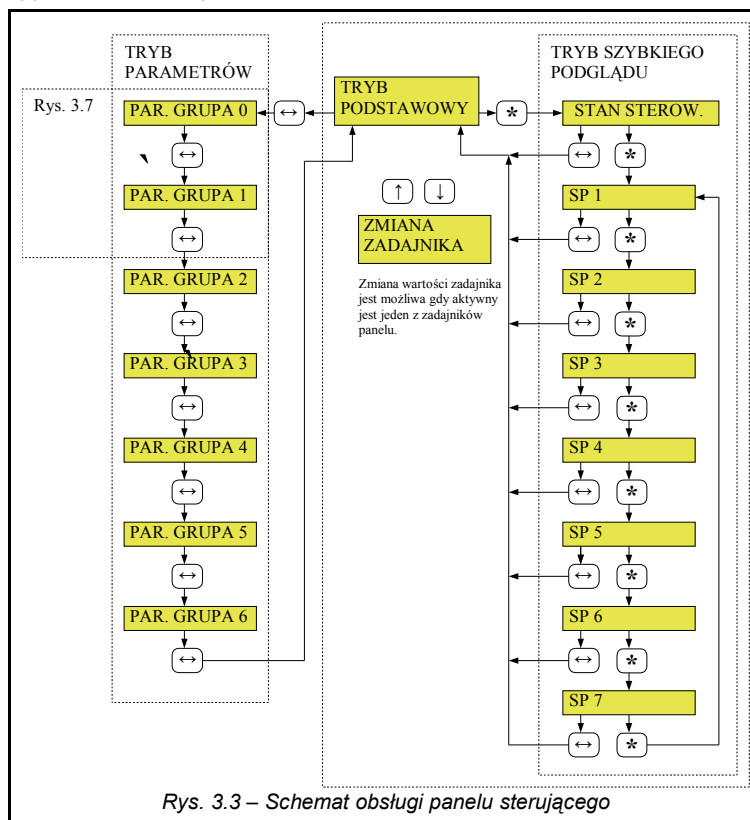 TRYB
PARAMETRÓW
Rys. 3.7
PAR. GRUPA 0
↔
↔
PAR. GRUPA 1
↔
PAR. GRUPA 2
↔
PAR. GRUPA 3
↔
PAR. GRUPA 4
↔
PAR. GRUPA 5
↔
PAR. GRUPA 6
↔
TRYB
PODSTAWOWY
*
↑ ↓
ZMIANA
ZADAJNIKA
Zmiana wartości zadajnika
jest możliwa gdy aktywny
jest jeden z zadajników
panelu.
TRYB SZYBKIEGO
PODGLĄDU
STAN STEROW.
↔ *
SP 1
↔ *
SP 2
↔ *
SP 3
↔ *
SP 4
↔ *
SP 5
↔ *
SP 6
↔ *
SP 7
↔ *
Rys. 3.3 – Schemat obsługi panelu sterującego